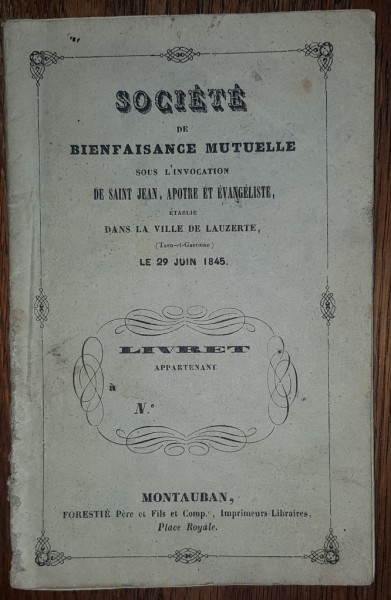 SOCIÉTÉ
DE
BIENFAISANCE MUTUELLE
SOUS L'INVOCATION
DE SAINT JEAN, APOTRE ET ÉVANGÉLISTE,
ÉTABLIE
DANS LA VILLE DE LAUZERTE,
(Tarn-et-Garonne)
LE 29 JUIN 1845.
LIVRET
APPARTENANT
à
N.º
MONTAUBAN,
FORESTIÉ Père et Fils et Comp.e, Imprimeurs-Libraires,
Place Royale.